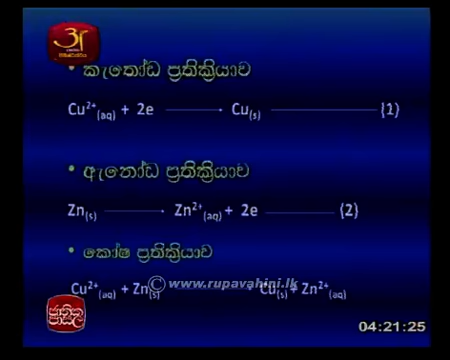 • කැතෝඩ ප්‍රතික්‍රියාව
Cu²⁺(aq) + 2e ———→ Cu(s) ————— (1)
• ඇනෝඩ ප්‍රතික්‍රියාව
Zn(s) ———→ Zn²⁺(aq) + 2e ———— (2)
• කෝෂ ප්‍රතික්‍රියාව
Cu²⁺(aq) + Zn(s) Cu(s) + Zn²⁺(aq)
© www.rupavahini.lk
04:21:25